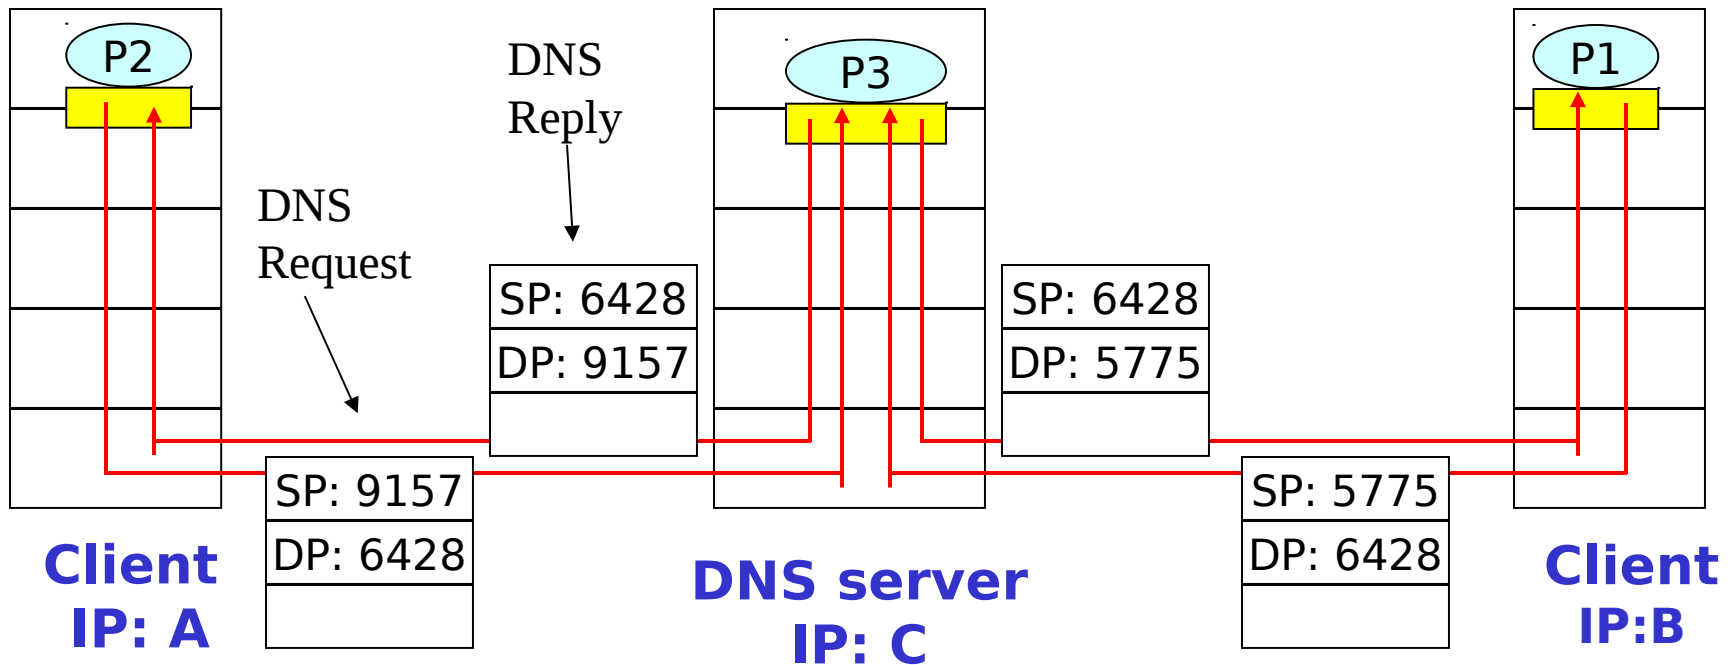 P2
P3
P1
DNS
Reply
DNS
Request
SP: 6428
DP: 9157
SP: 6428
DP: 5775
SP: 9157
DP: 6428
SP: 5775
DP: 6428
Client
IP: A
DNS server
IP: C
Client
IP:B